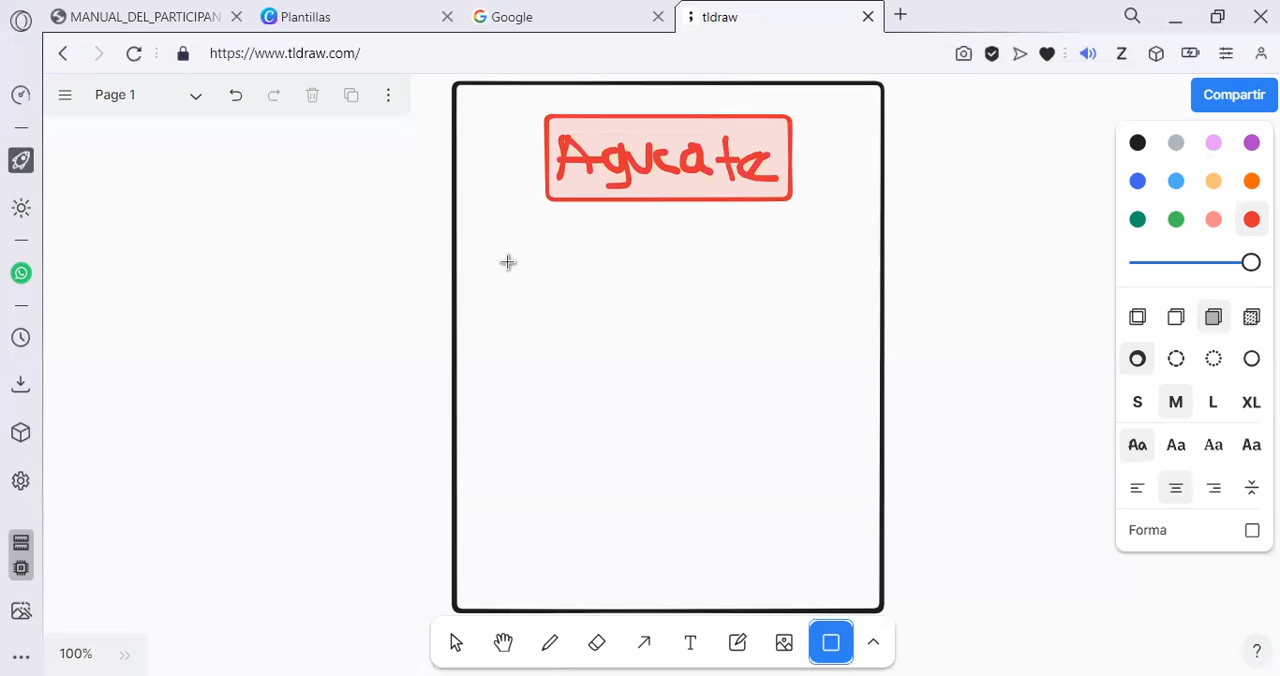 MANUAL_DEL_PARTICIPAN
Plantillas
Google
tldraw
https://www.tldraw.com/
Z
Page 1
Compartir
Agucate
S M L XL
Aa Aa Aa Aa
Forma
T
100%
?